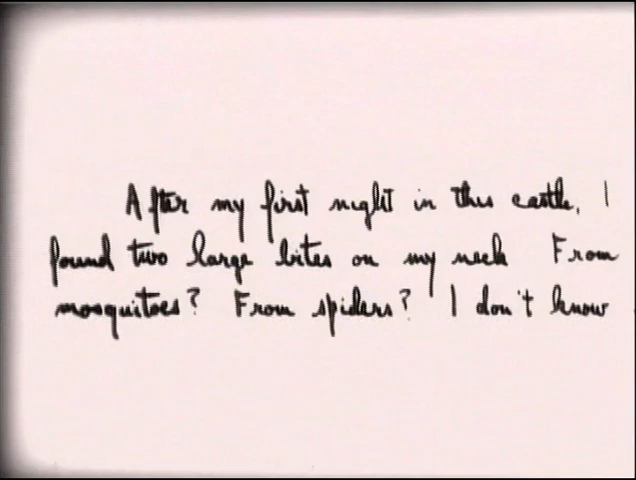 After my first night in this castle, I
found two large bites on my neck From
mosquitoes? From spiders? I don't know